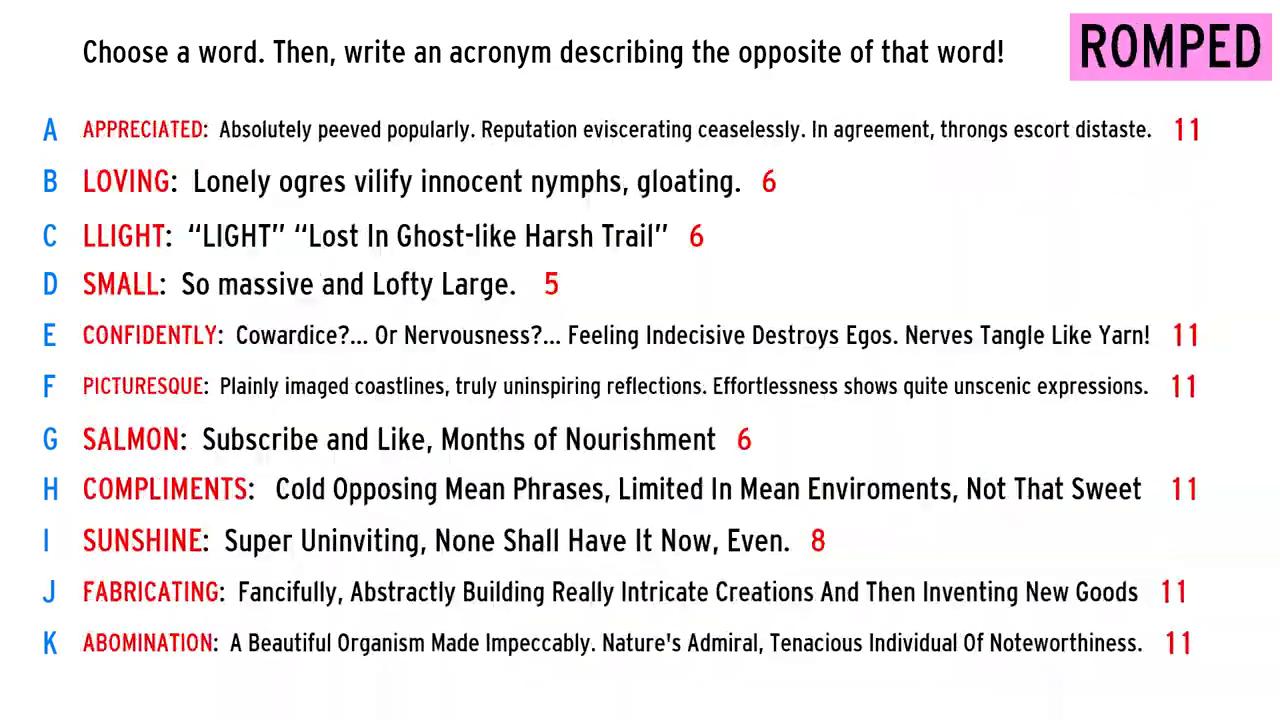 Choose a word. Then, write an acronym describing the opposite of that word!
ROMPED
A APPRECIATED: Absolutely peeved popularly. Reputation eviscerating ceaselessly. In agreement, throngs escort distaste. 11
B LOVING: Lonely ogres vilify innocent nymphs, gloating. 6
C LLIGHT: “LIGHT” “Lost In Ghost-like Harsh Trail” 6
D SMALL: So massive and Lofty Large. 5
E CONFIDENTLY: Cowardice?... Or Nervousness?... Feeling Indecisive Destroys Egos. Nerves Tangle Like Yarn! 11
F PICTURESQUE: Plainly imaged coastlines, truly uninspiring reflections. Effortlessness shows quite unscenic expressions. 11
G SALMON: Subscribe and Like, Months of Nourishment 6
H COMPLIMENTS: Cold Opposing Mean Phrases, Limited In Mean Enviroments, Not That Sweet 11
I SUNSHINE: Super Uninviting, None Shall Have It Now, Even. 8
J FABRICATING: Fancifully, Abstractly Building Really Intricate Creations And Then Inventing New Goods 11
K ABOMINATION: A Beautiful Organism Made Impeccably. Nature's Admiral, Tenacious Individual Of Noteworthiness. 11